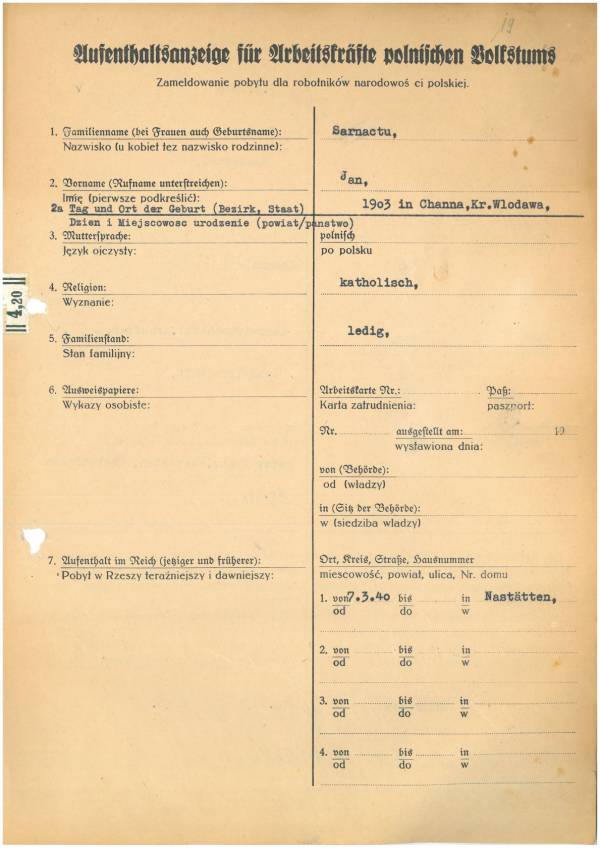 19
Aufenthaltsanzeige für Arbeitskräfte polnischen Volkstums
Zameldowanie pobytu dla robotników narodowoś ci polskiej.
1. Familienname (bei Frauen auch Geburtsname): Sarnactu,
Nazwisko (u kobiet też nazwisko rodzinne):
2. Vorname (Rufname unterstreichen): Jan,
Imię (pierwsze podkreślić):
2a Tag und Ort der Geburt (Bezirk, Staat) 1903 in Channa,Kr.Wlodawa,
Dzien i Miejscowosc urodzenie (powiat/panstwo)
3. Muttersprache: polnisch
Język ojczysty: po polsku
4. Religion: katholisch,
Wyznanie:
|| 4,20 ||
5. Familienstand: ledig,
Stan familijny:
6. Ausweispapiere: Arbeitskarte Nr.: Paß:
Wykazy osobiste: Karta zatrudnienia: paszport:
Nr. ausgestellt am: 19
wystawiona dnia:
von (Behörde):
od (władzy)
in (Sitz der Behörde):
w (siedziba władzy)
7. Aufenthalt im Reich (jetziger und früherer): Ort, Kreis, Straße, Hausnummer
Pobyt w Rzeszy teraźniejszy i dawniejszy: miescowość, powiat, ulica, Nr. domu
1. von 7.3.40 bis in Nastätten,
od do w
2. von bis in
od do w
3. von bis in
od do w
4. von bis in
od do w